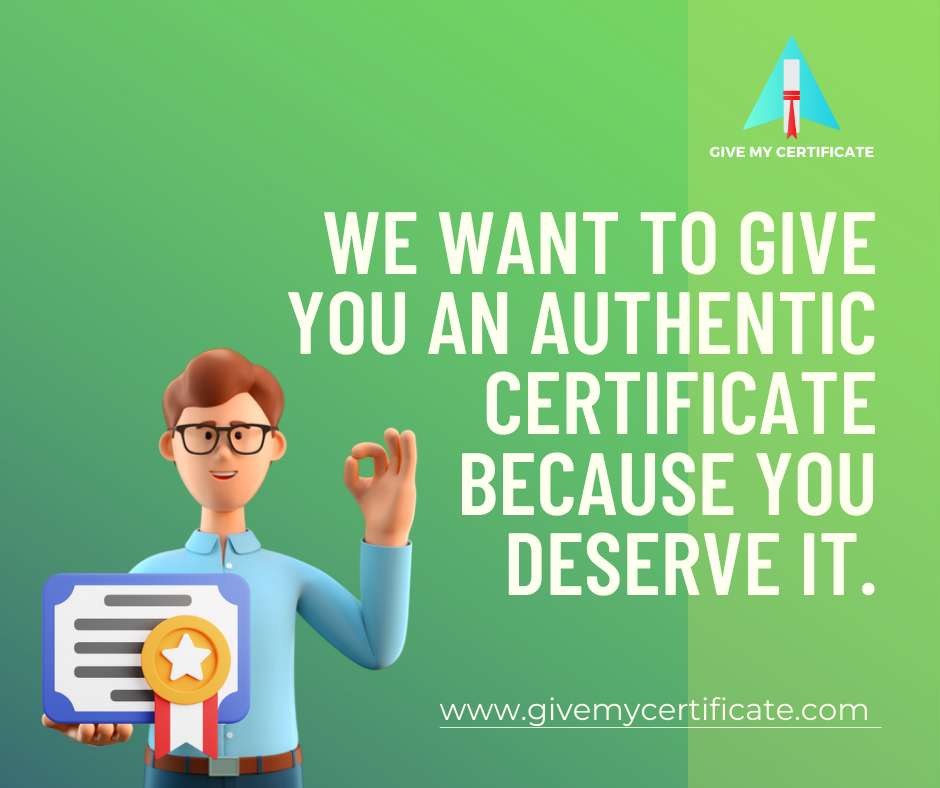 GIVE MY CERTIFICATE
WE WANT TO GIVE
YOU AN AUTHENTIC
CERTIFICATE
BECAUSE YOU
DESERVE IT.
www.givemycertificate.com